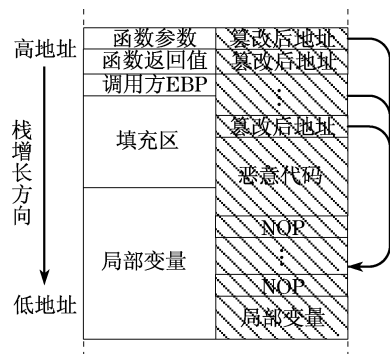 高地址
栈增长方向
低地址
函数参数
函数返回值
调用方EBP
填充区
局部变量
篡改后地址
篡改后地址
⋮
篡改后地址
恶意代码
NOP
⋮
NOP
局部变量